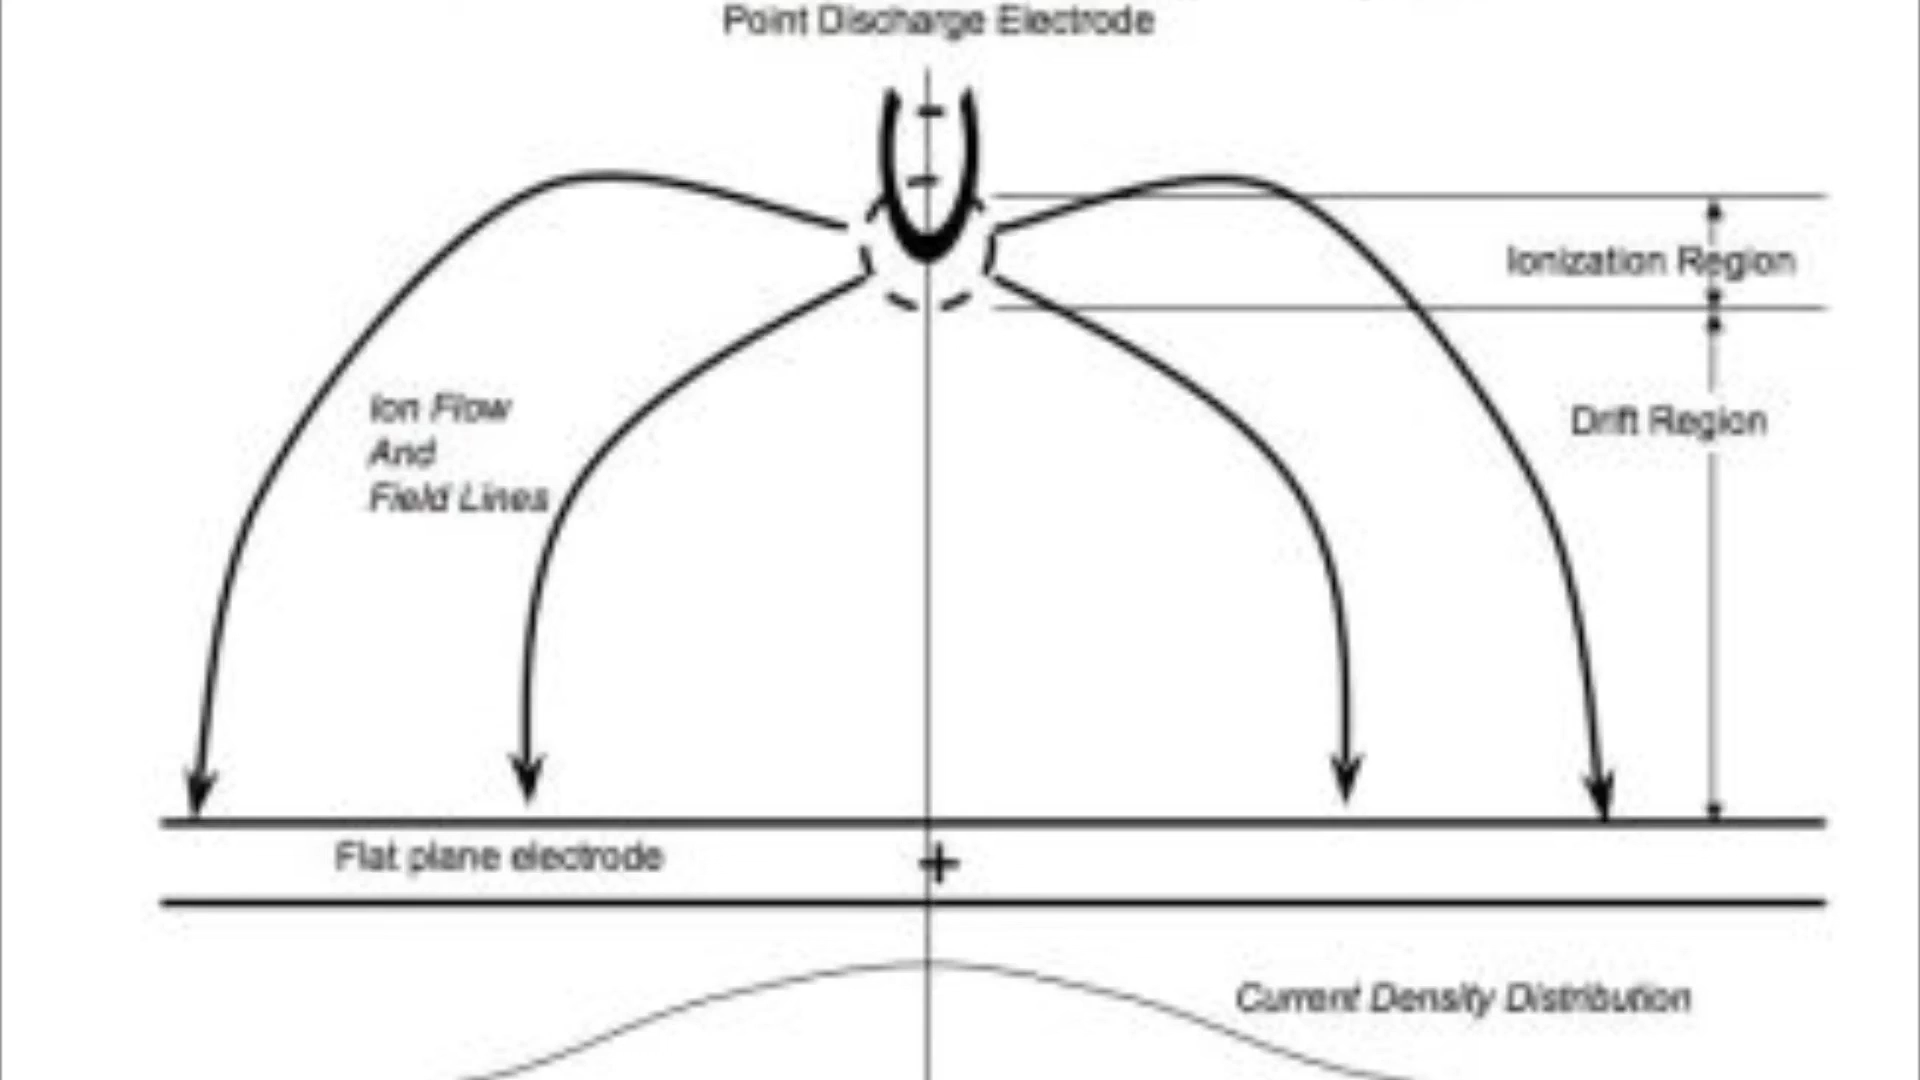 Point Discharge Electrode
Ionization Region
Ion Flow
And
Field Lines
Drift Region
Flat plane electrode
+
Current Density Distribution